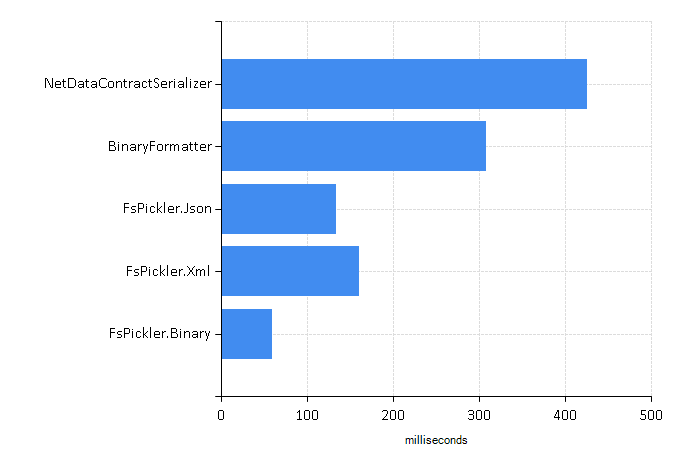 NetDataContractSerializer
BinaryFormatter
FsPickler.Json
FsPickler.Xml
FsPickler.Binary
0 100 200 300 400 500
milliseconds